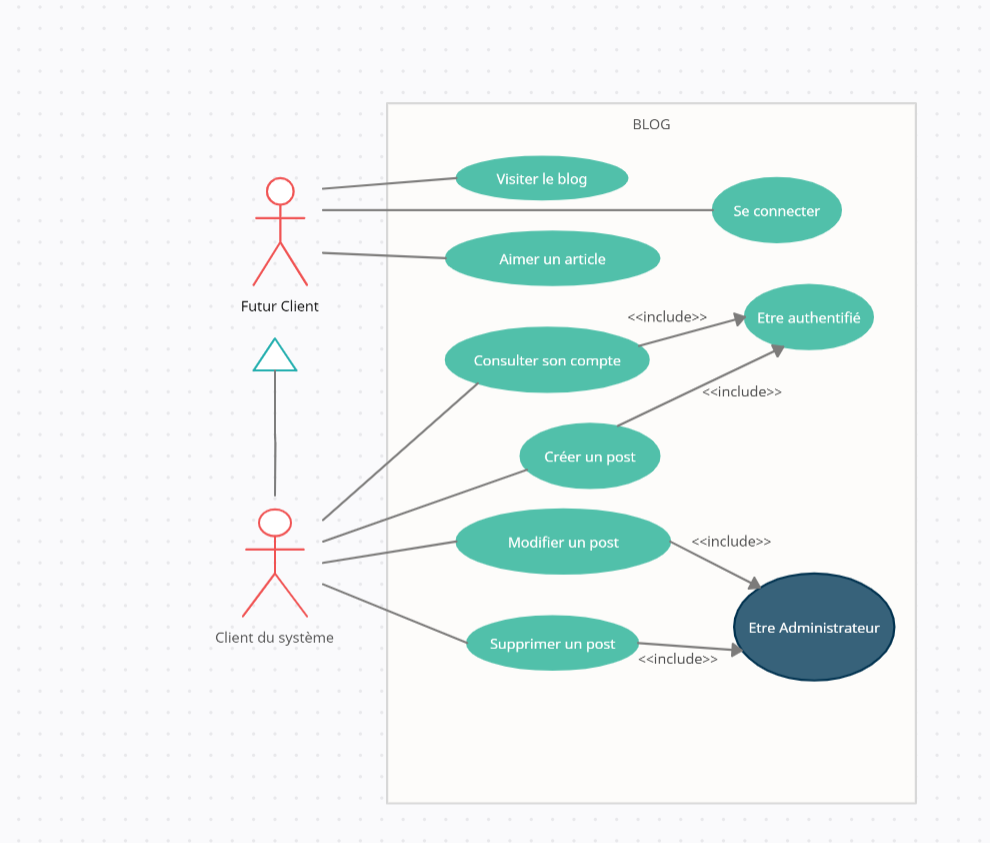 BLOG
Visiter le blog
Se connecter
Aimer un article
Futur Client
<<include>>
Etre authentifié
Consulter son compte
<<include>>
Créer un post
Modifier un post
<<include>>
Etre Administrateur
Client du système
Supprimer un post
<<include>>